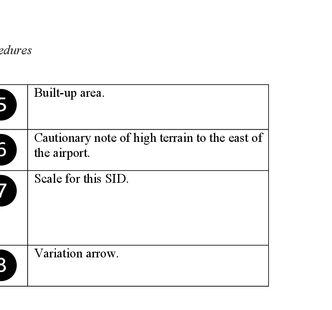 edures
5
Built-up area.
6
Cautionary note of high terrain to the east of
the airport.
7
Scale for this SID.
8
Variation arrow.